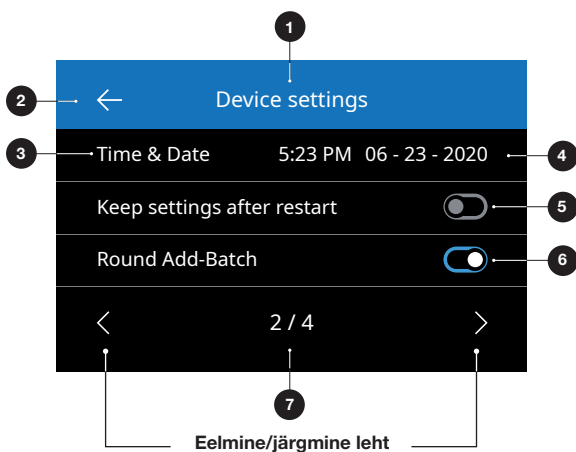 1
2
Device settings
3
Time & Date 5:23 PM 06 - 23 - 2020
4
Keep settings after restart
5
Round Add-Batch
6
2 / 4
7
Eelmine/järgmine leht